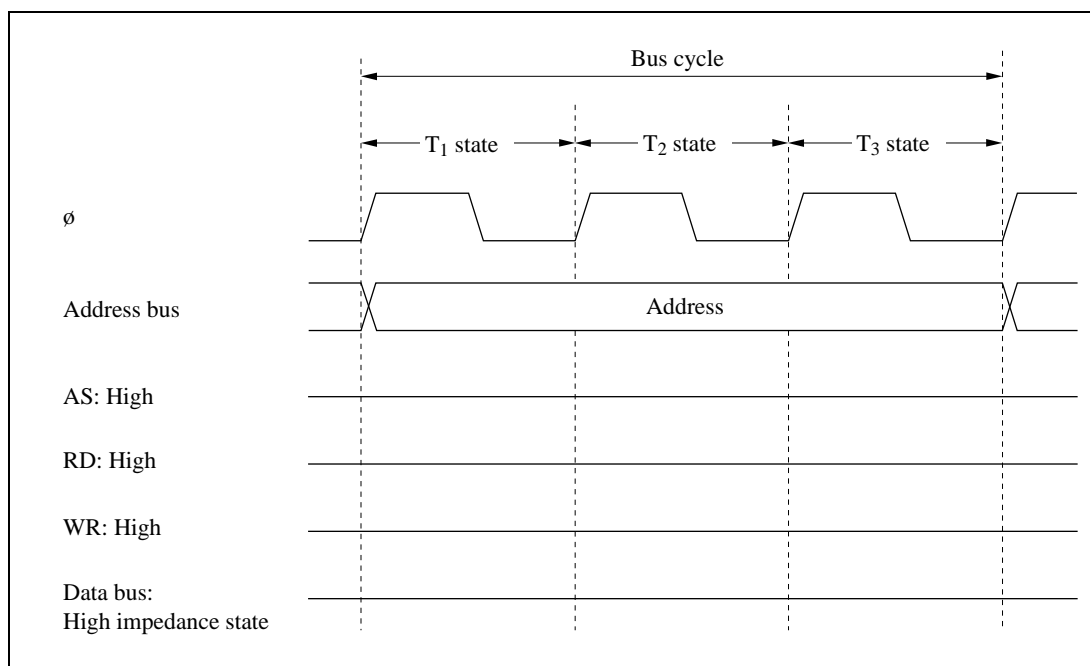 Bus cycle
T₁ state
T₂ state
T₃ state
ø
Address bus
Address
AS: High
RD: High
WR: High
Data bus:
High impedance state